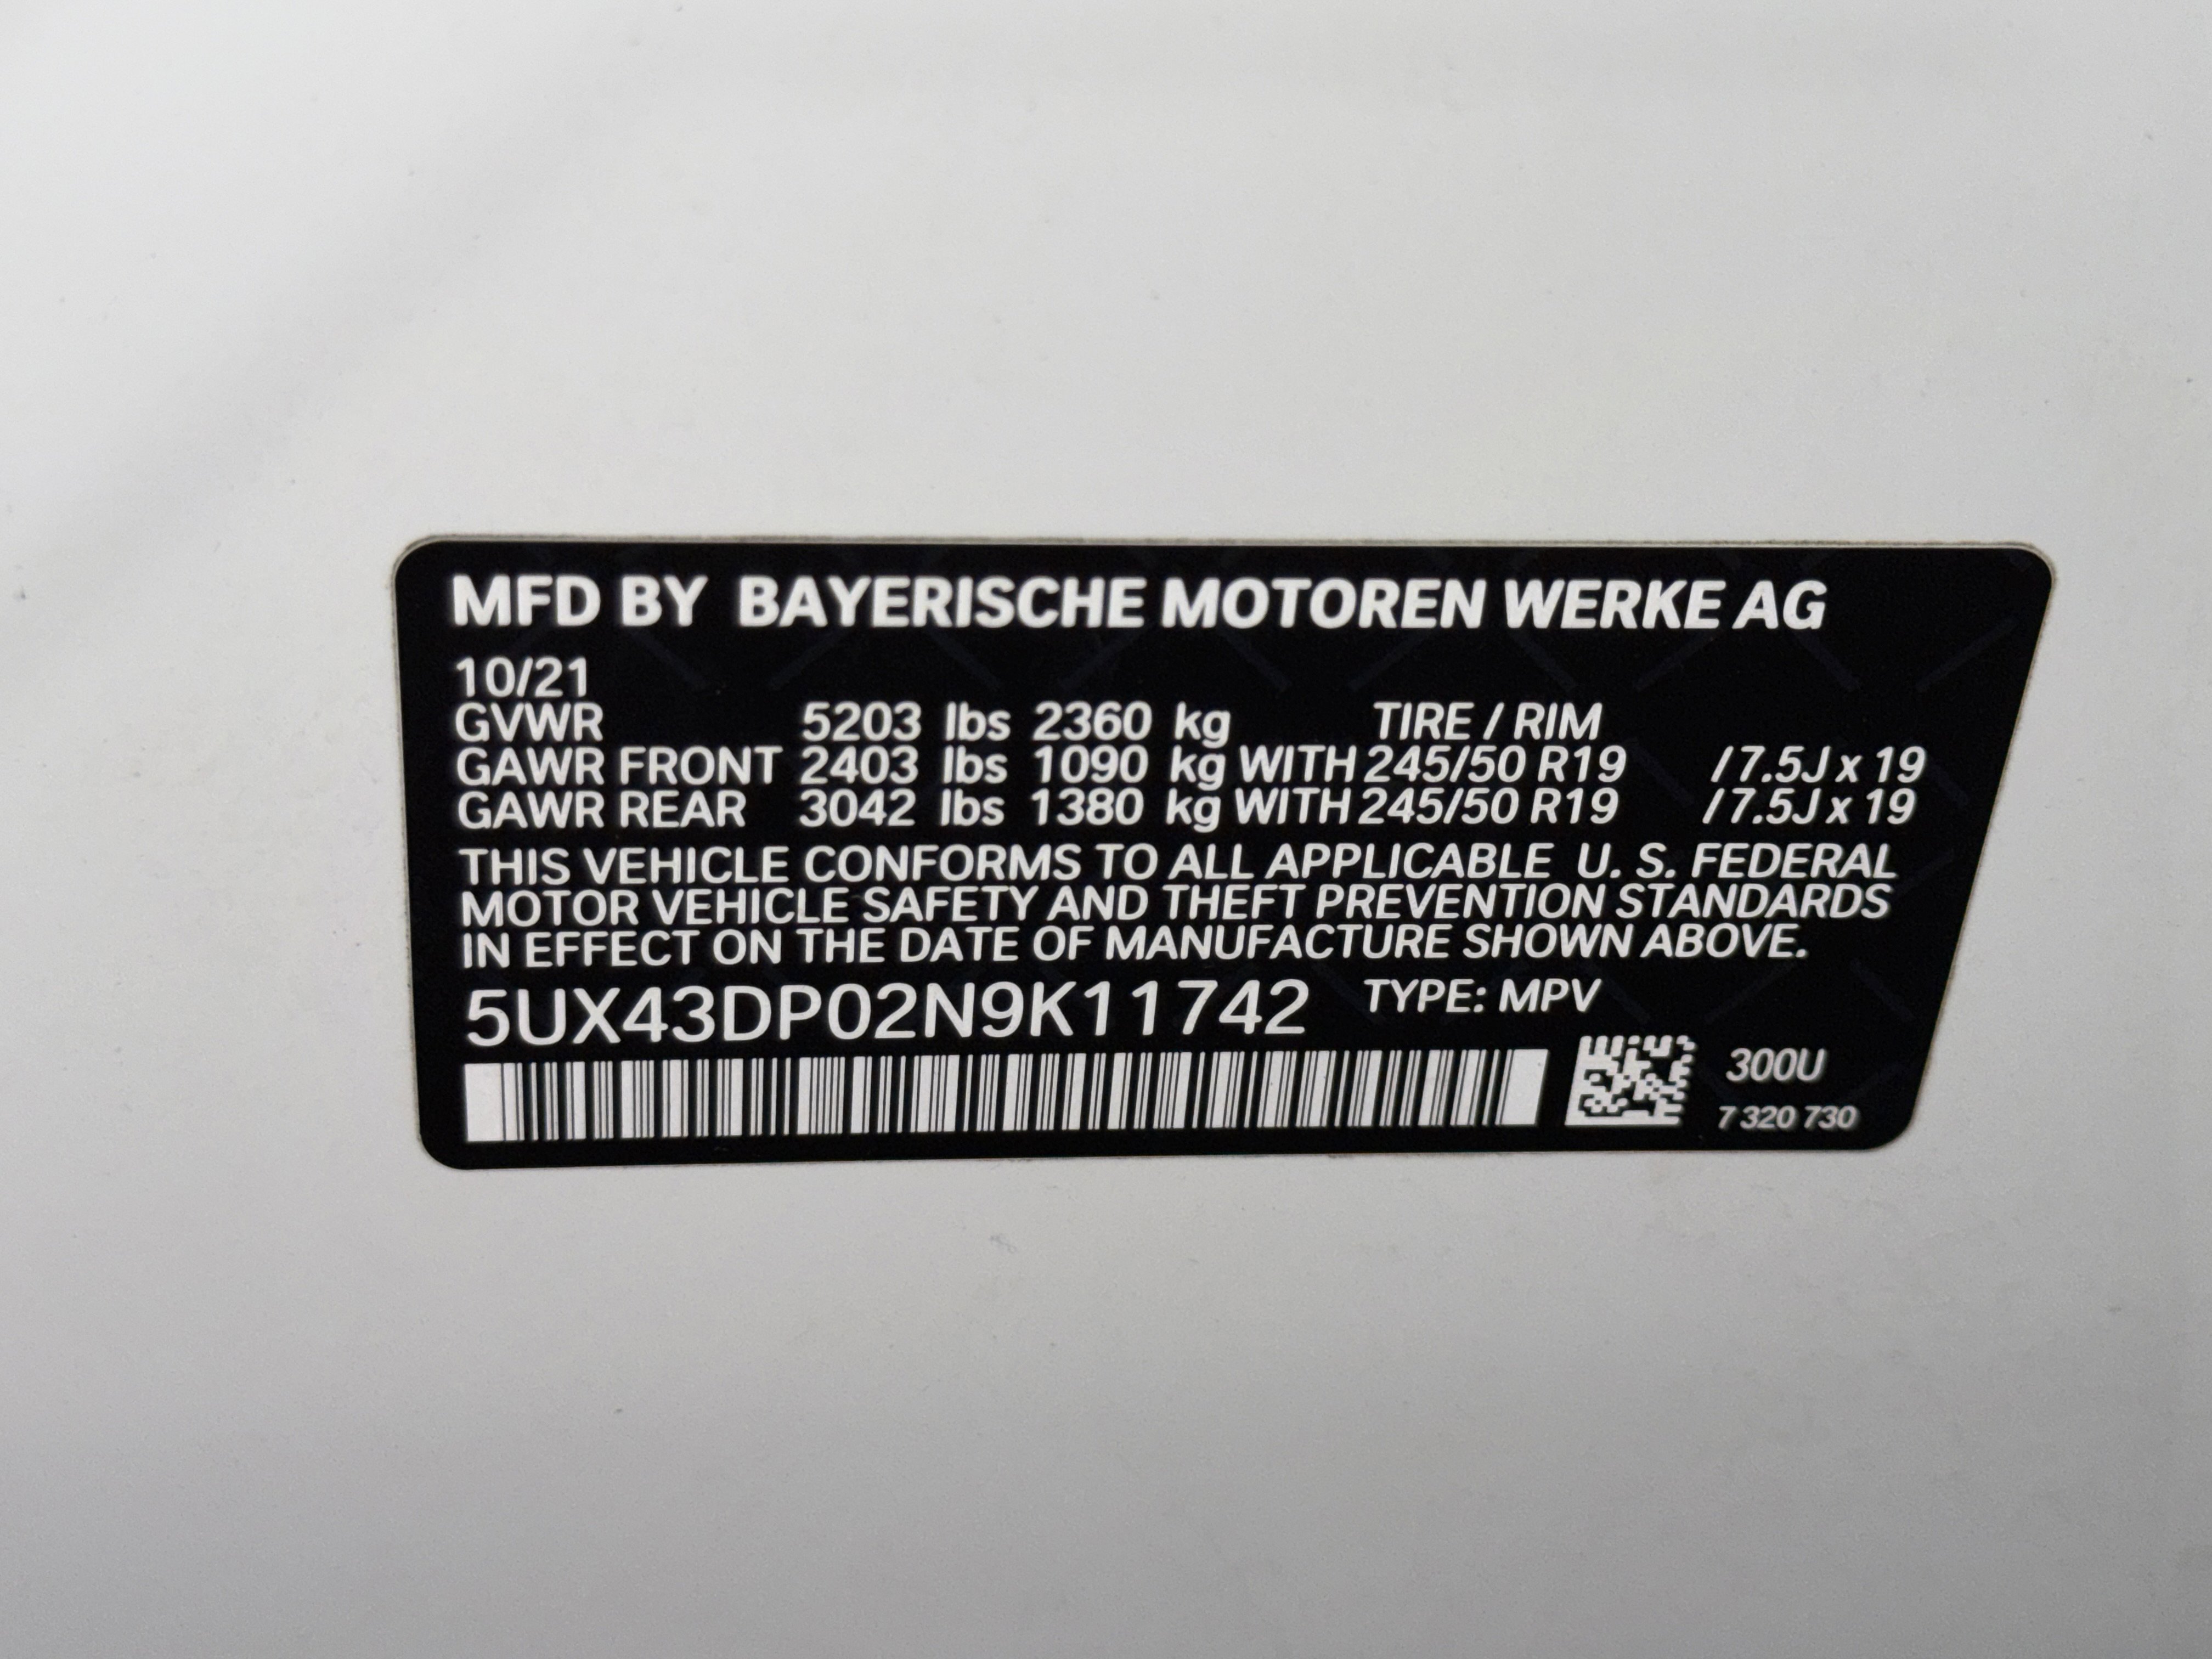 MFD BY BAYERISCHE MOTOREN WERKE AG
10/21
GVWR 5203 lbs 2360 kg TIRE / RIM
GAWR FRONT 2403 lbs 1090 kg WITH 245/50 R19 / 7.5J x 19
GAWR REAR 3042 lbs 1380 kg WITH 245/50 R19 / 7.5J x 19
THIS VEHICLE CONFORMS TO ALL APPLICABLE U. S. FEDERAL
MOTOR VEHICLE SAFETY AND THEFT PREVENTION STANDARDS
IN EFFECT ON THE DATE OF MANUFACTURE SHOWN ABOVE.
5UX43DP02N9K11742 TYPE: MPV
300U
7 320 730